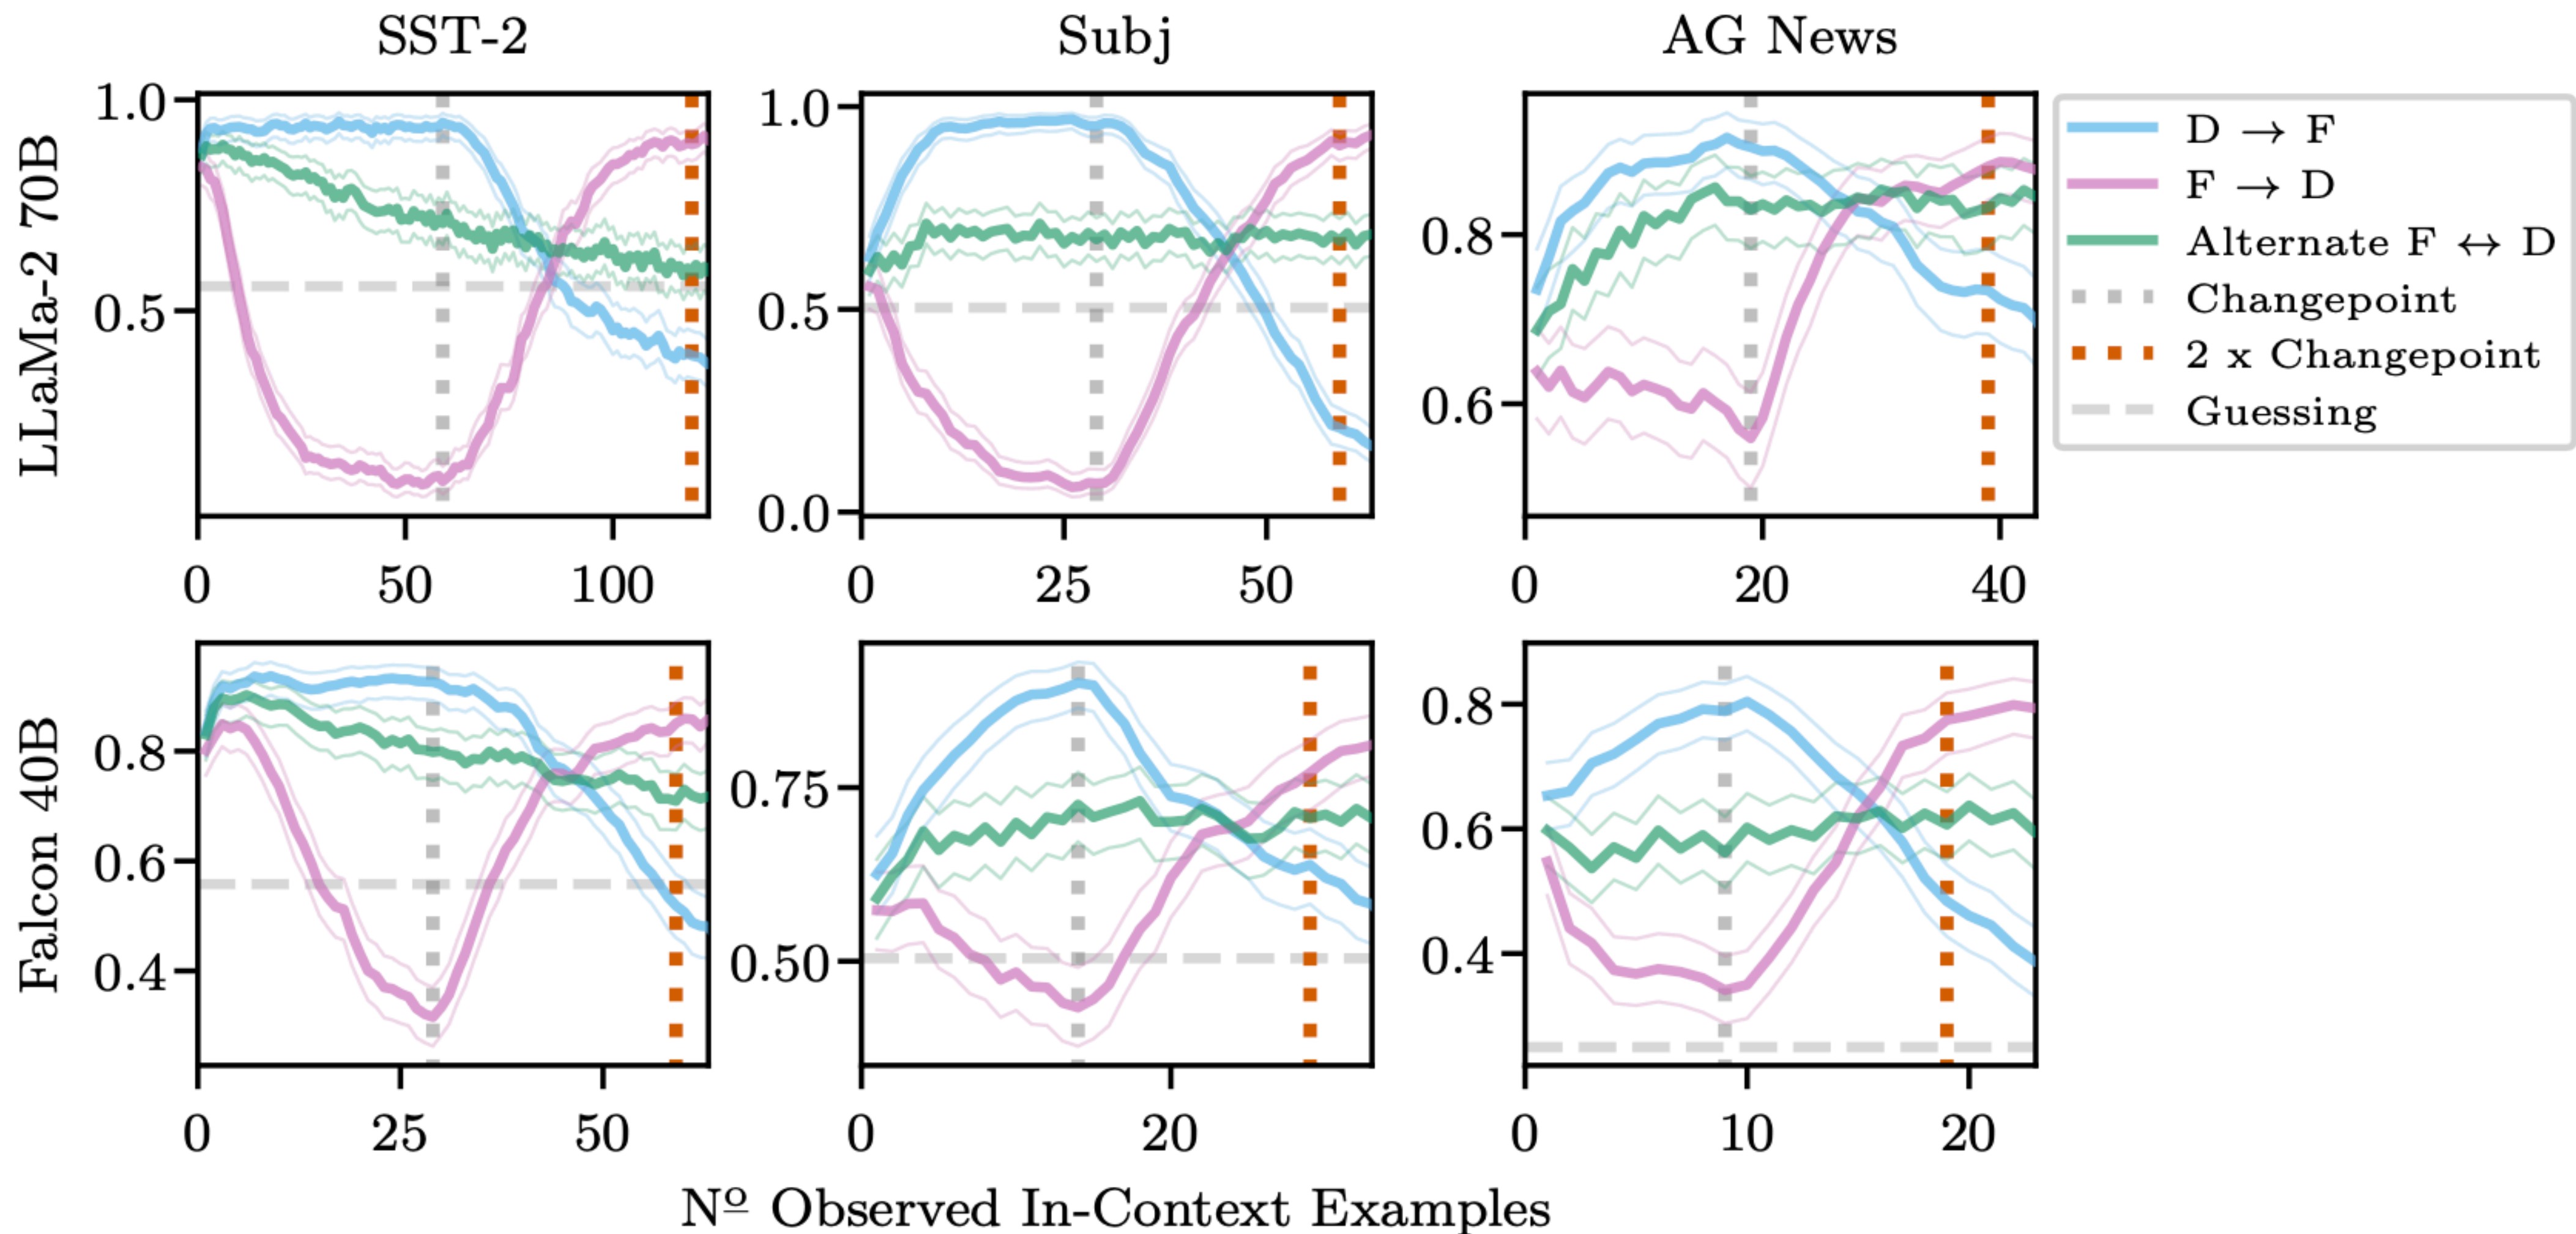 SST-2 Subj AG News
LLaMa-2 70B
1.0
0.5
0 50 100
1.0
0.5
0.0
0 25 50
0.8
0.6
0 20 40
D → F
F → D
Alternate F ↔ D
Changepoint
2 x Changepoint
Guessing
Falcon 40B
0.8
0.6
0.4
0 25 50
0.75
0.50
0 20
0.8
0.6
0.4
0 10 20
Nº Observed In-Context Examples